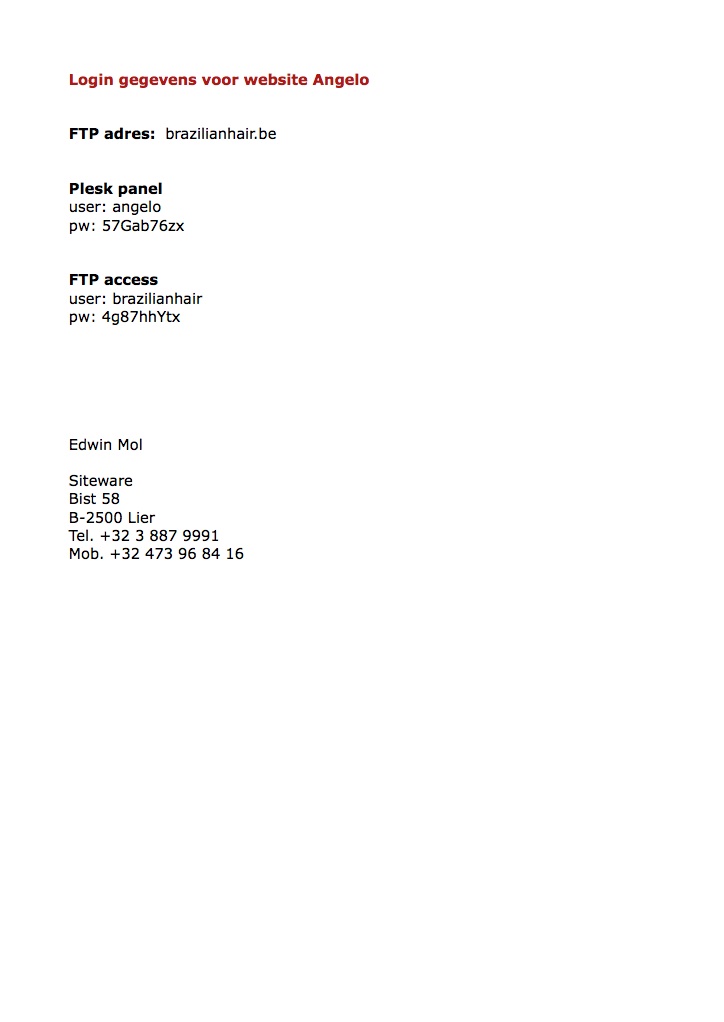 Login gegevens voor website Angelo
FTP adres: brazilianhair.be
Plesk panel
user: angelo
pw: 57Gab76zx
FTP access
user: brazilianhair
pw: 4g87hhYtx
Edwin Mol
Siteware
Bist 58
B-2500 Lier
Tel. +32 3 887 9991
Mob. +32 473 96 84 16